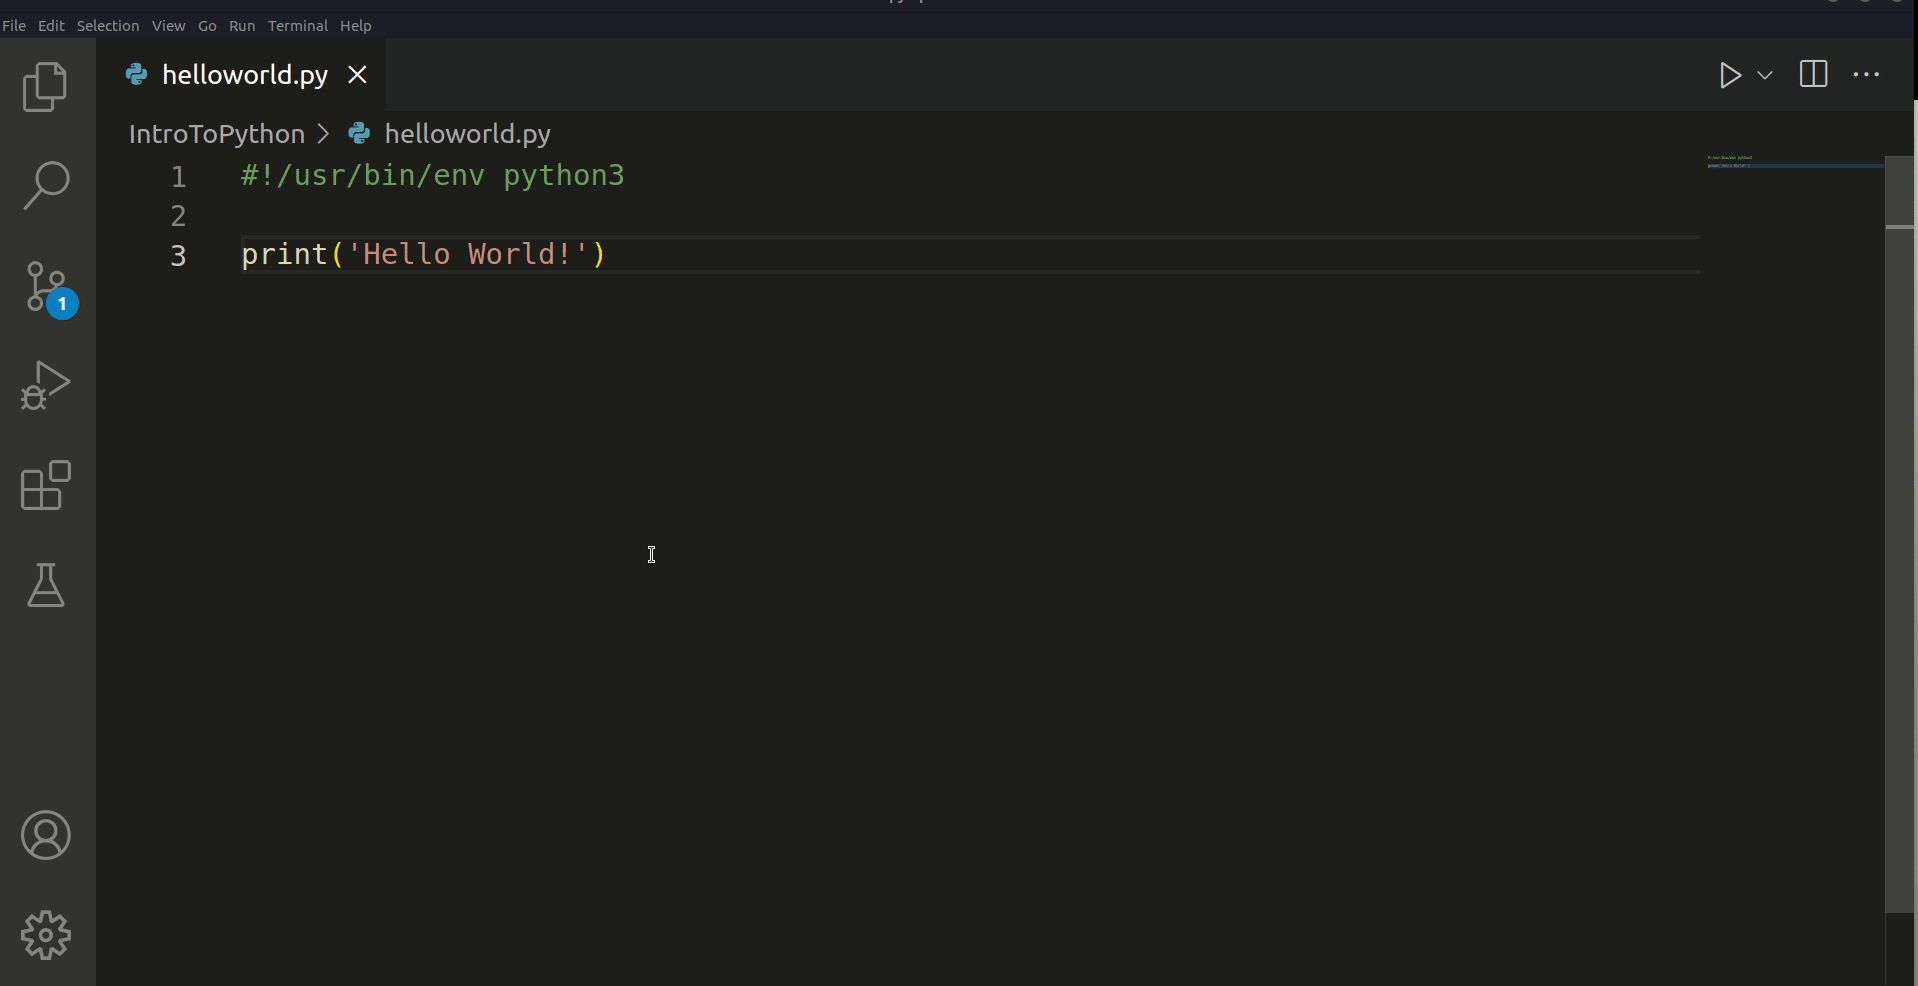 File Edit Selection View Go Run Terminal Help
helloworld.py
IntroToPython > helloworld.py
1 #!/usr/bin/env python3
2
3 print('Hello World!')
1